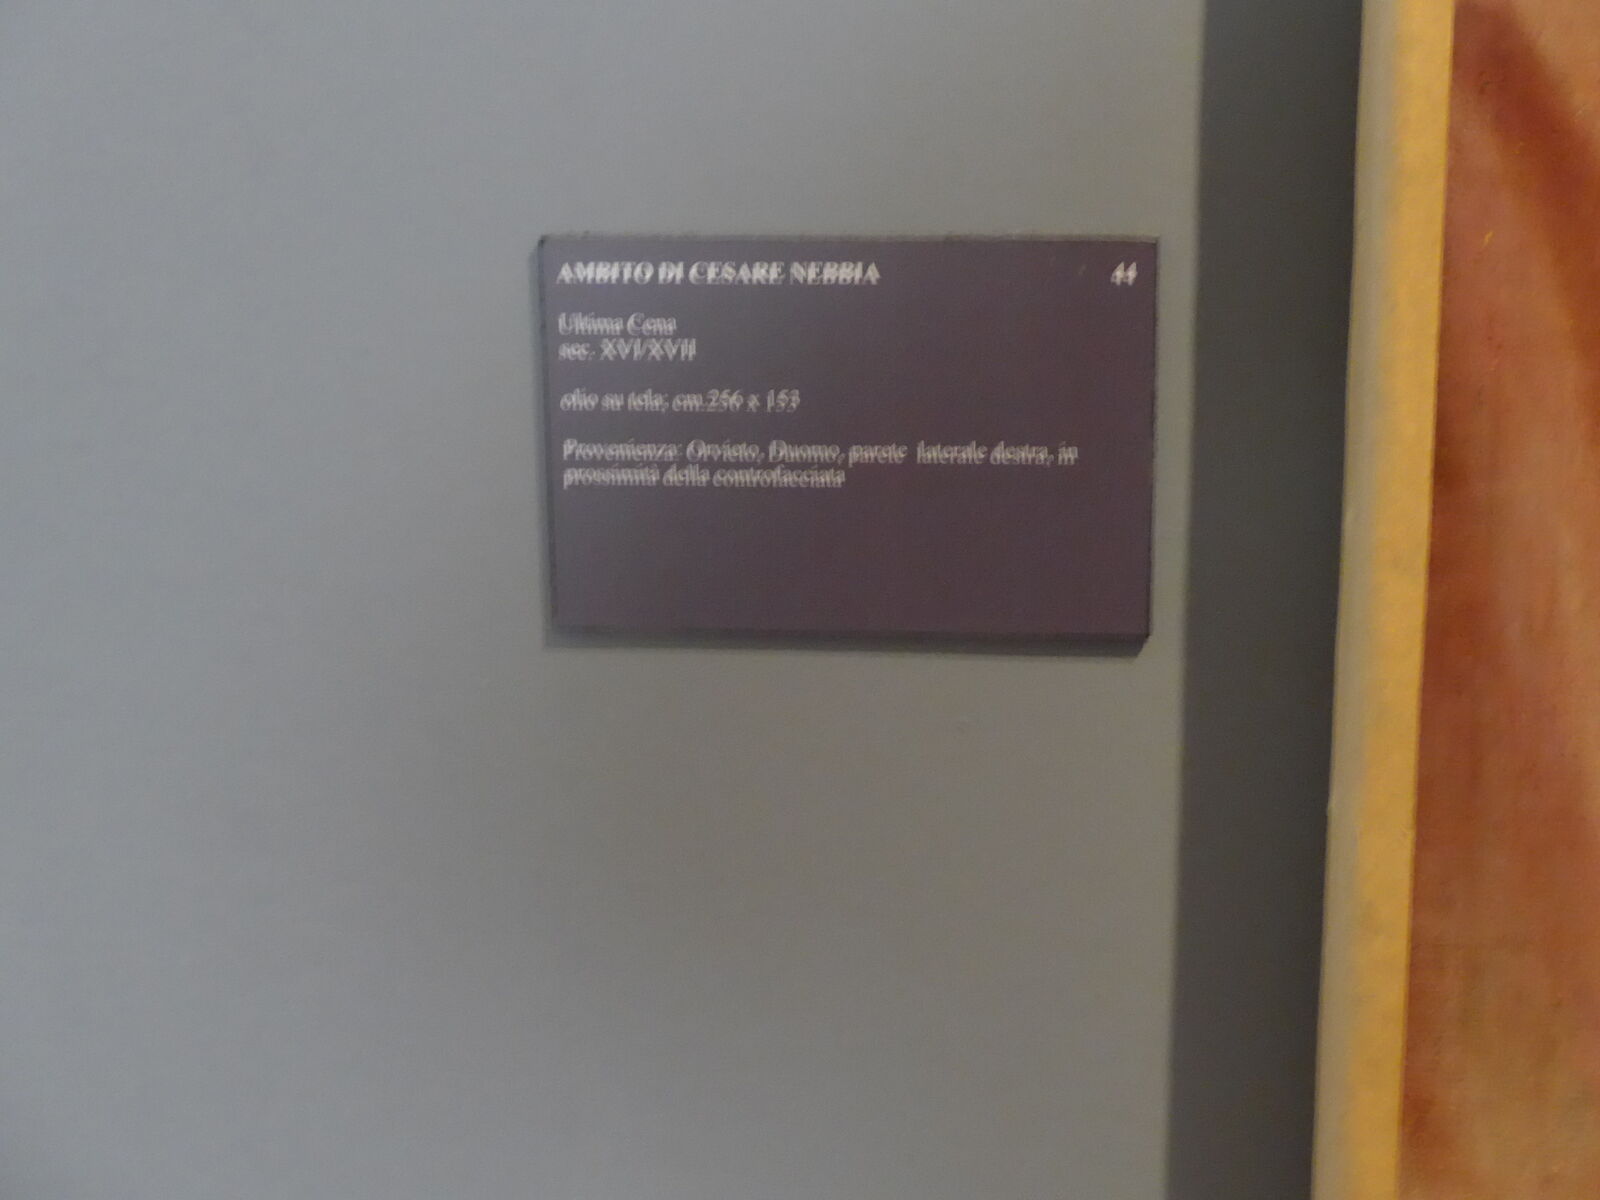 AMBITO DI CESARE NEBBIA 44
Ultima Cena
sec. XVI/XVII
olio su tela; cm.256 x 153
Provenienza: Orvieto, Duomo, parete laterale destra, in
prossimità della controfacciata